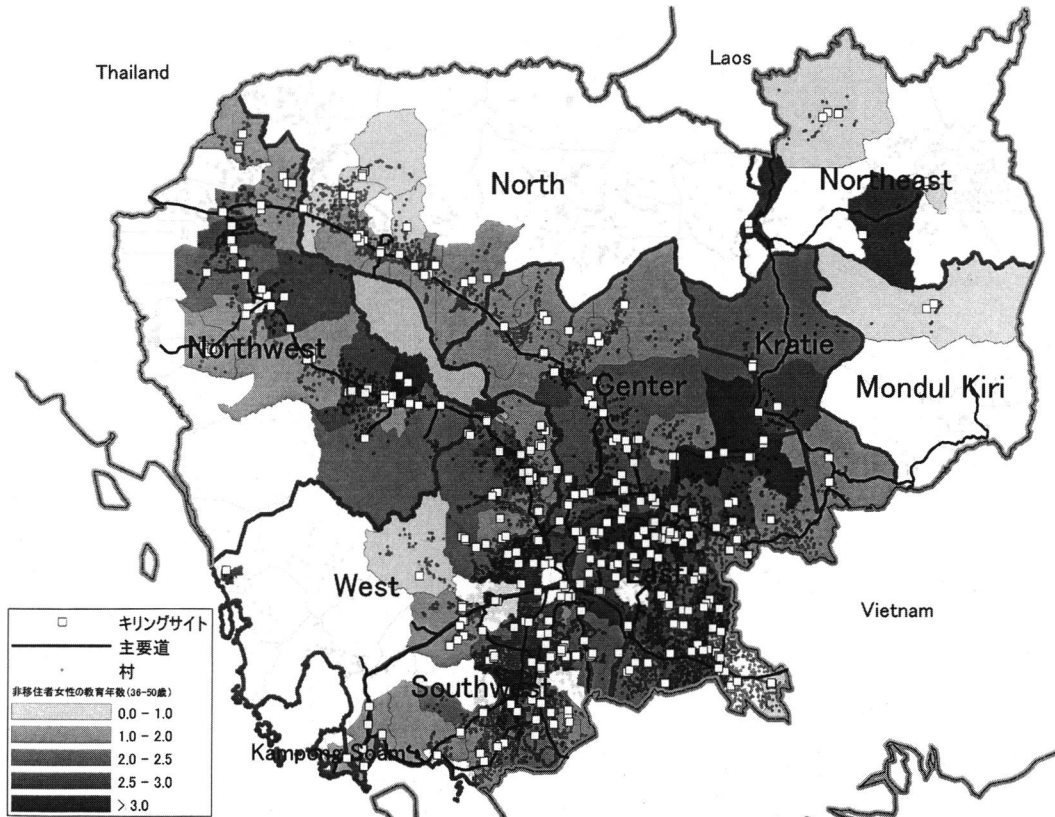 Thailand
Laos
North
Northeast
Northwest
Kratie
Center
Mondul Kiri
East
West
Vietnam
Southwest
Kampong Soam
キリングサイト
主要道
村
非移住者女性の教育年数(36-50歳)
0.0 - 1.0
1.0 - 2.0
2.0 - 2.5
2.5 - 3.0
> 3.0